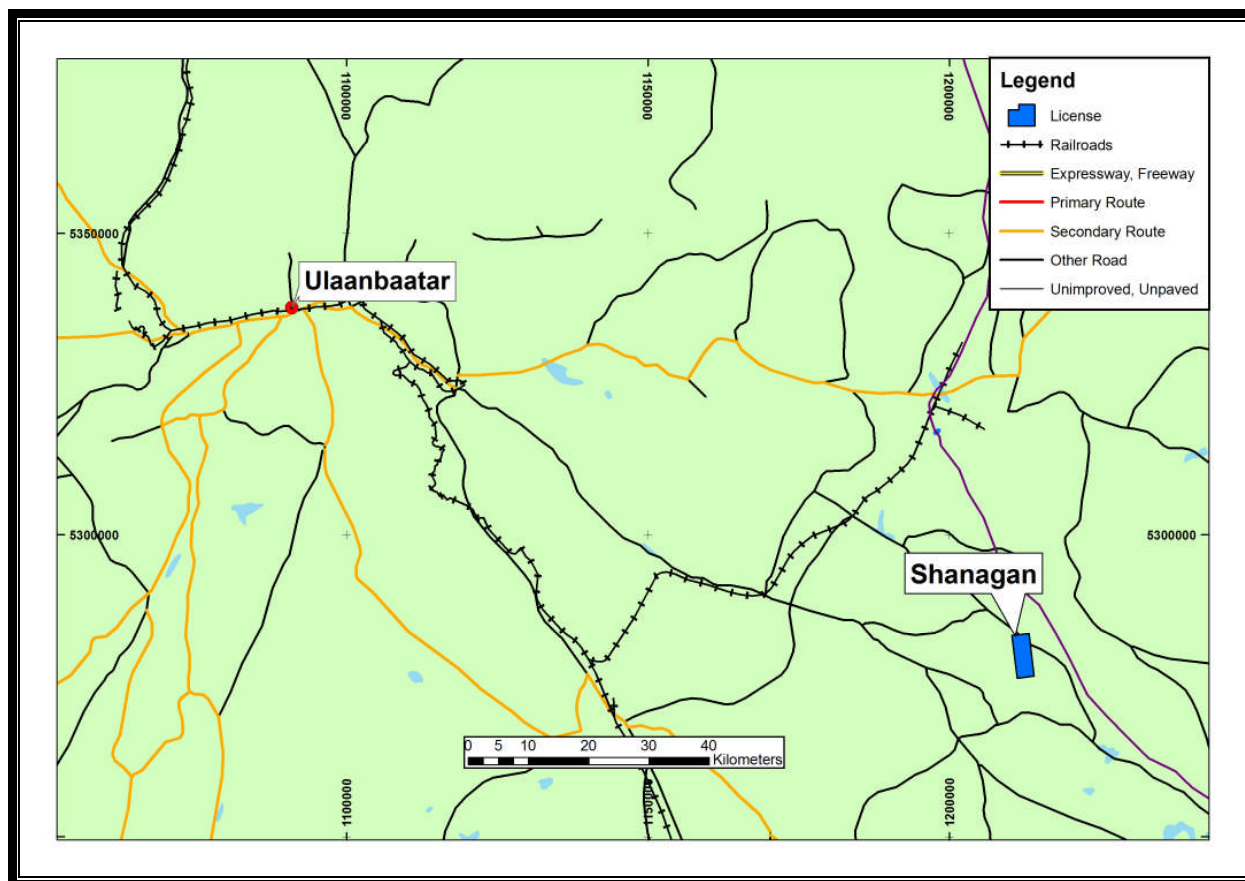 1100000
1150000
1200000
Legend
License
Railroads
Expressway, Freeway
Primary Route
Secondary Route
Other Road
Unimproved, Unpaved
5350000
Ulaanbaatar
5300000
5300000
Shanagan
0 5 10 20 30 40
Kilometers
1100000
1150000
1200000